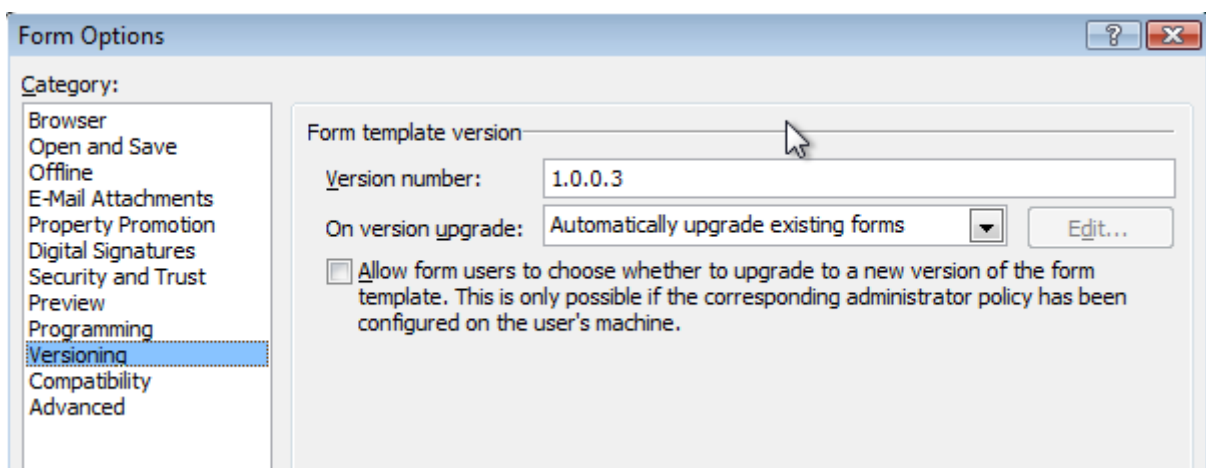 Form Options
Category:
Browser
Open and Save
Offline
E-Mail Attachments
Property Promotion
Digital Signatures
Security and Trust
Preview
Programming
Versioning
Compatibility
Advanced
Form template version
Version number: 1.0.0.3
On version upgrade: Automatically upgrade existing forms Edit...
Allow form users to choose whether to upgrade to a new version of the form
template. This is only possible if the corresponding administrator policy has been
configured on the user's machine.